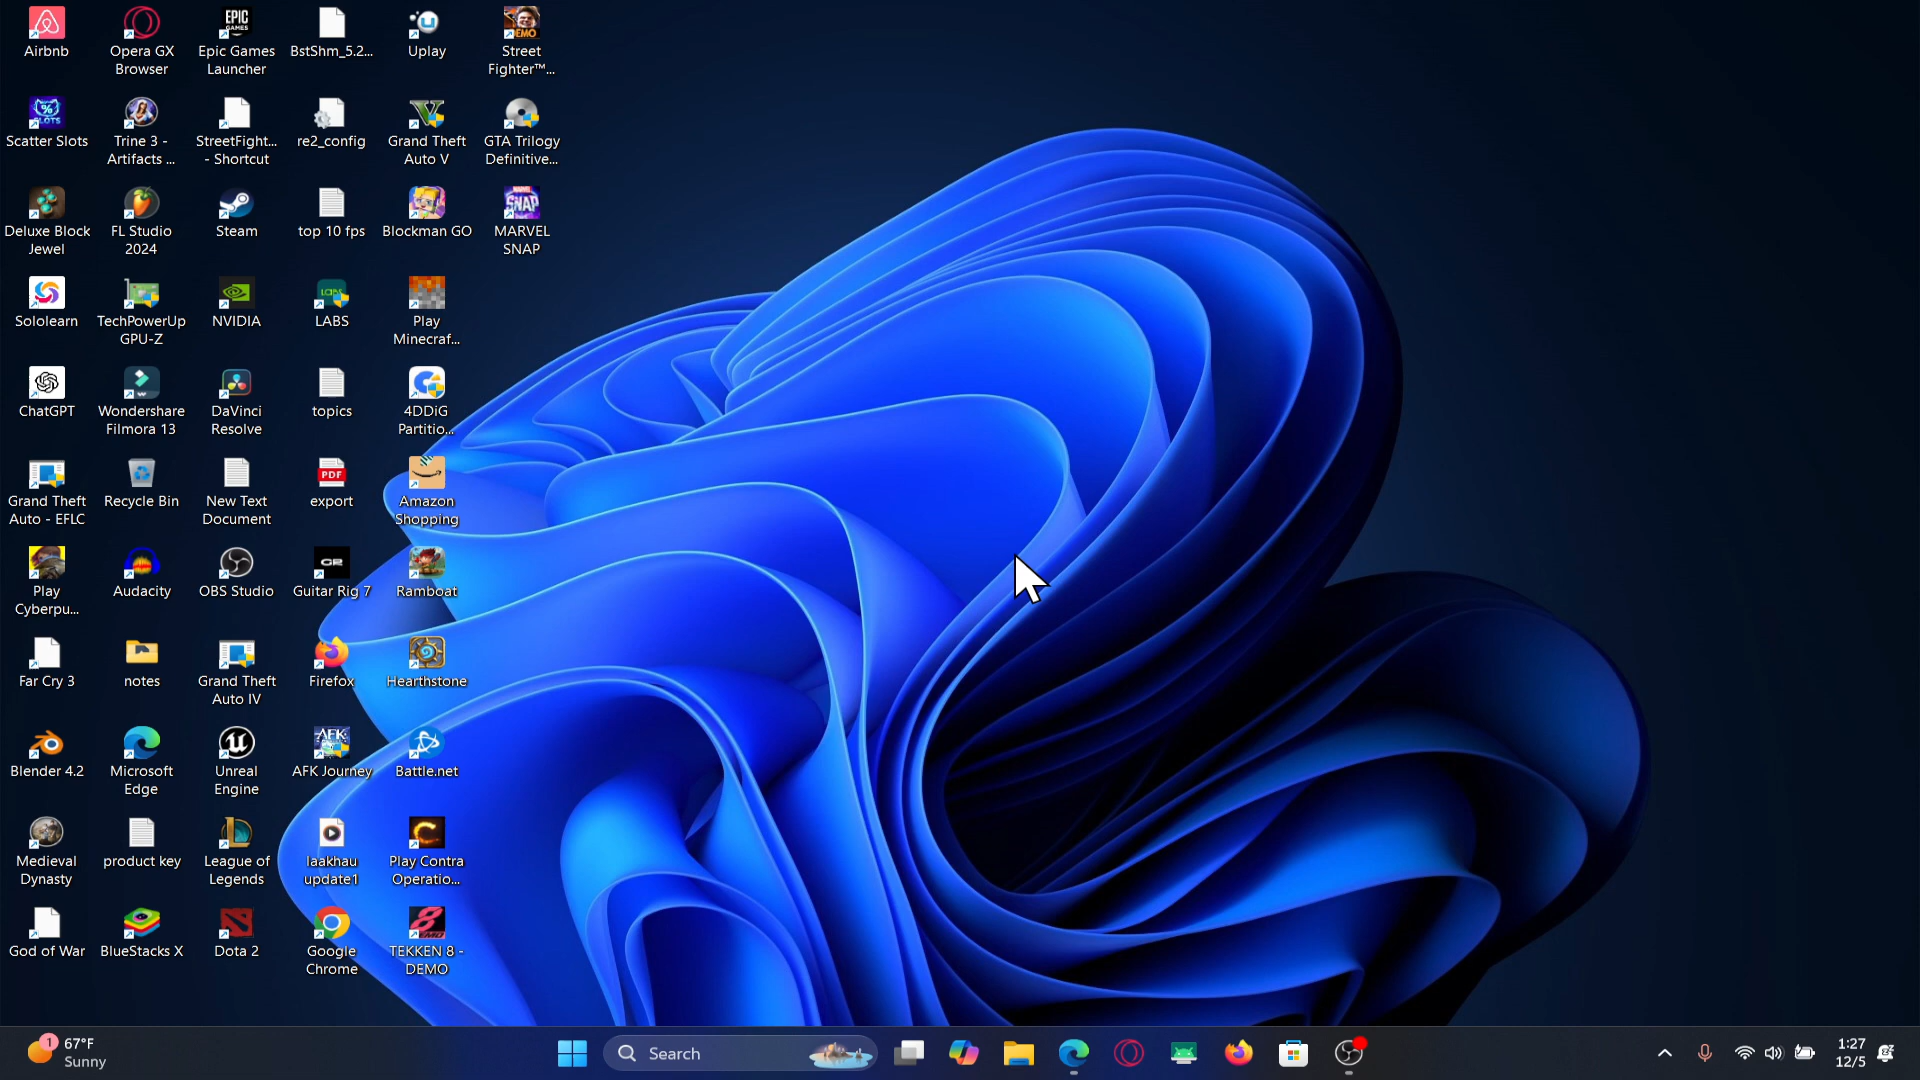 Airbnb
Opera GX
Browser
Epic Games
Launcher
BstShm_5.2...
Uplay
Street
Fighter™...
Scatter Slots
Trine 3 -
Artifacts ...
StreetFight...
- Shortcut
re2_config
Grand Theft
Auto V
GTA Trilogy
Definitive...
Deluxe Block
Jewel
FL Studio
2024
Steam
top 10 fps
Blockman GO
MARVEL
SNAP
Sololearn
TechPowerUp
GPU-Z
NVIDIA
LABS
Play
Minecraf...
ChatGPT
Wondershare
Filmora 13
DaVinci
Resolve
topics
4DDiG
Partitio...
Grand Theft
Auto - EFLC
Recycle Bin
New Text
Document
PDF
export
Amazon
Shopping
Play
Cyberpu...
Audacity
OBS Studio
Guitar Rig 7
Ramboat
Far Cry 3
notes
Grand Theft
Auto IV
Firefox
Hearthstone
Blender 4.2
Microsoft
Edge
Unreal
Engine
AFK Journey
Battle.net
Medieval
Dynasty
product key
League of
Legends
laakhau
update1
Play Contra
Operatio...
God of War
BlueStacks X
Dota 2
Google
Chrome
TEKKEN 8 -
DEMO
1
67°F
Sunny
Search
1:27
12/5